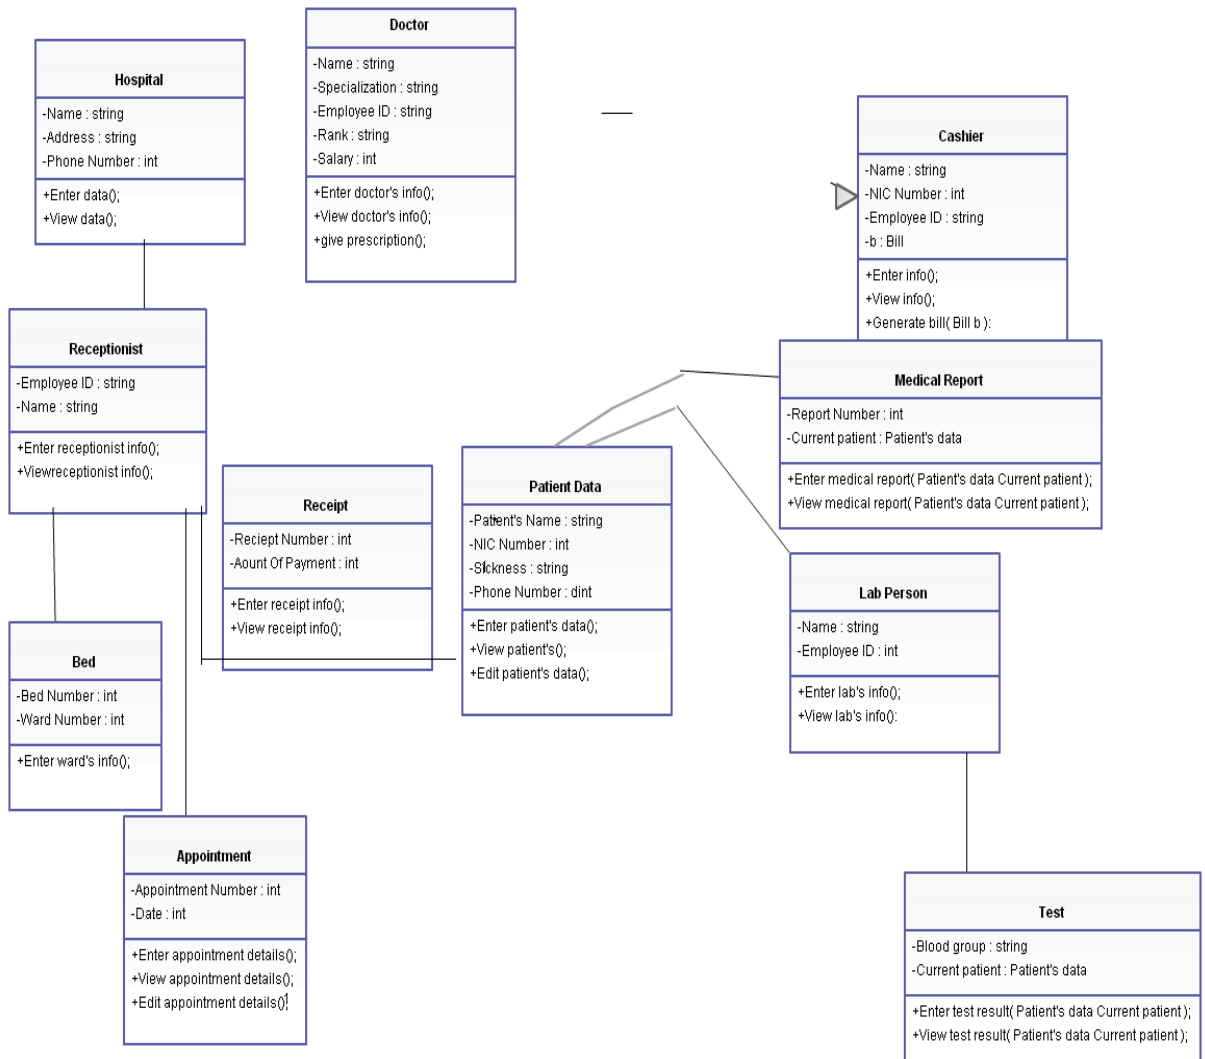 Doctor
-Name : string
-Specialization : string
-Employee ID : string
-Rank : string
-Salary : int
+Enter doctor's info();
+View doctor's info();
+give prescription();
Hospital
-Name : string
-Address : string
-Phone Number : int
+Enter data();
+View data();
Cashier
-Name : string
-NIC Number : int
-Employee ID : string
-b : Bill
+Enter info();
+View info();
+Generate bill( Bill b ):
Receptionist
-Employee ID : string
-Name : string
+Enter receptionist info();
+Viewreceptionist info();
Medical Report
-Report Number : int
-Current patient : Patient's data
+Enter medical report( Patient's data Current patient );
+View medical report( Patient's data Current patient );
Receipt
-Reciept Number : int
-Aount Of Payment : int
+Enter receipt info();
+View receipt info();
Patient Data
-Patient's Name : string
-NIC Number : int
-Sickness : string
-Phone Number : dint
+Enter patient's data();
+View patient's();
+Edit patient's data();
Lab Person
-Name : string
-Employee ID : int
+Enter lab's info();
+View lab's info():
Bed
-Bed Number : int
-Ward Number : int
+Enter ward's info();
Appointment
-Appointment Number : int
-Date : int
+Enter appointment details();
+View appointment details();
+Edit appointment details();
Test
-Blood group : string
-Current patient : Patient's data
+Enter test result( Patient's data Current patient );
+View test result( Patient's data Current patient );